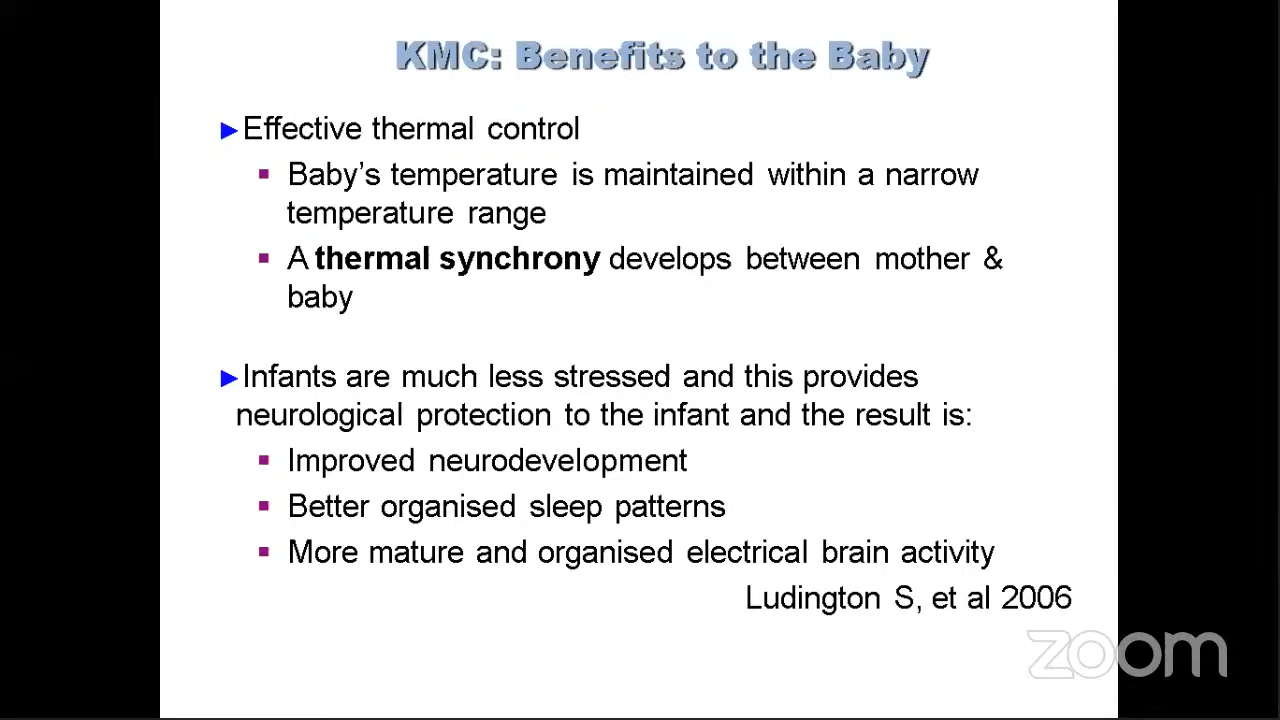 KMC: Benefits to the Baby
►Effective thermal control
▪ Baby’s temperature is maintained within a narrow
temperature range
▪ A thermal synchrony develops between mother &
baby
►Infants are much less stressed and this provides
neurological protection to the infant and the result is:
▪ Improved neurodevelopment
▪ Better organised sleep patterns
▪ More mature and organised electrical brain activity
Ludington S, et al 2006
zoom